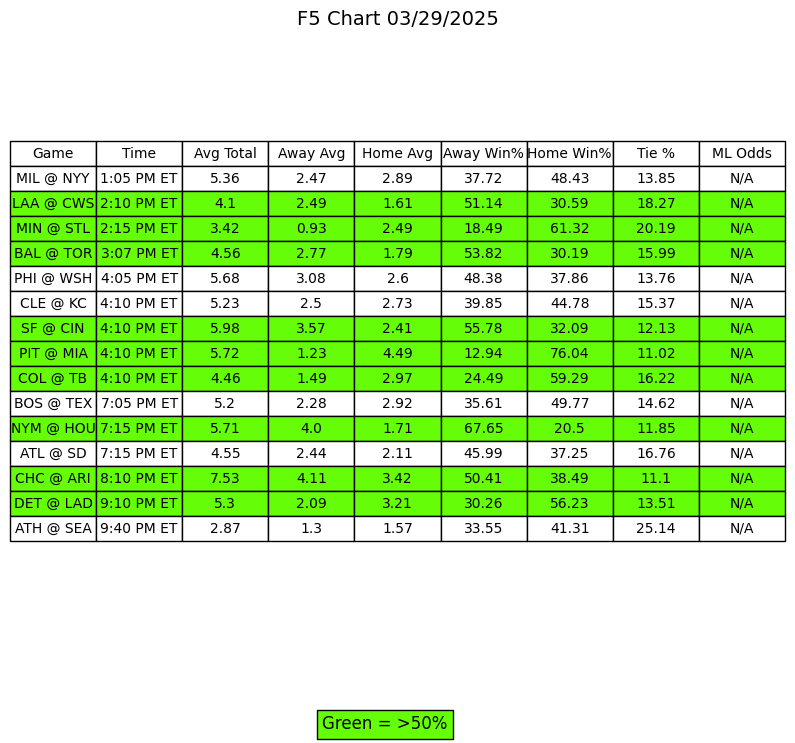 F5 Chart 03/29/2025
Game Time Avg Total Away Avg Home Avg Away Win% Home Win% Tie % ML Odds
MIL @ NYY 1:05 PM ET 5.36 2.47 2.89 37.72 48.43 13.85 N/A
LAA @ CWS 2:10 PM ET 4.1 2.49 1.61 51.14 30.59 18.27 N/A
MIN @ STL 2:15 PM ET 3.42 0.93 2.49 18.49 61.32 20.19 N/A
BAL @ TOR 3:07 PM ET 4.56 2.77 1.79 53.82 30.19 15.99 N/A
PHI @ WSH 4:05 PM ET 5.68 3.08 2.6 48.38 37.86 13.76 N/A
CLE @ KC 4:10 PM ET 5.23 2.5 2.73 39.85 44.78 15.37 N/A
SF @ CIN 4:10 PM ET 5.98 3.57 2.41 55.78 32.09 12.13 N/A
PIT @ MIA 4:10 PM ET 5.72 1.23 4.49 12.94 76.04 11.02 N/A
COL @ TB 4:10 PM ET 4.46 1.49 2.97 24.49 59.29 16.22 N/A
BOS @ TEX 7:05 PM ET 5.2 2.28 2.92 35.61 49.77 14.62 N/A
NYM @ HOU 7:15 PM ET 5.71 4.0 1.71 67.65 20.5 11.85 N/A
ATL @ SD 7:15 PM ET 4.55 2.44 2.11 45.99 37.25 16.76 N/A
CHC @ ARI 8:10 PM ET 7.53 4.11 3.42 50.41 38.49 11.1 N/A
DET @ LAD 9:10 PM ET 5.3 2.09 3.21 30.26 56.23 13.51 N/A
ATH @ SEA 9:40 PM ET 2.87 1.3 1.57 33.55 41.31 25.14 N/A
Green = >50%